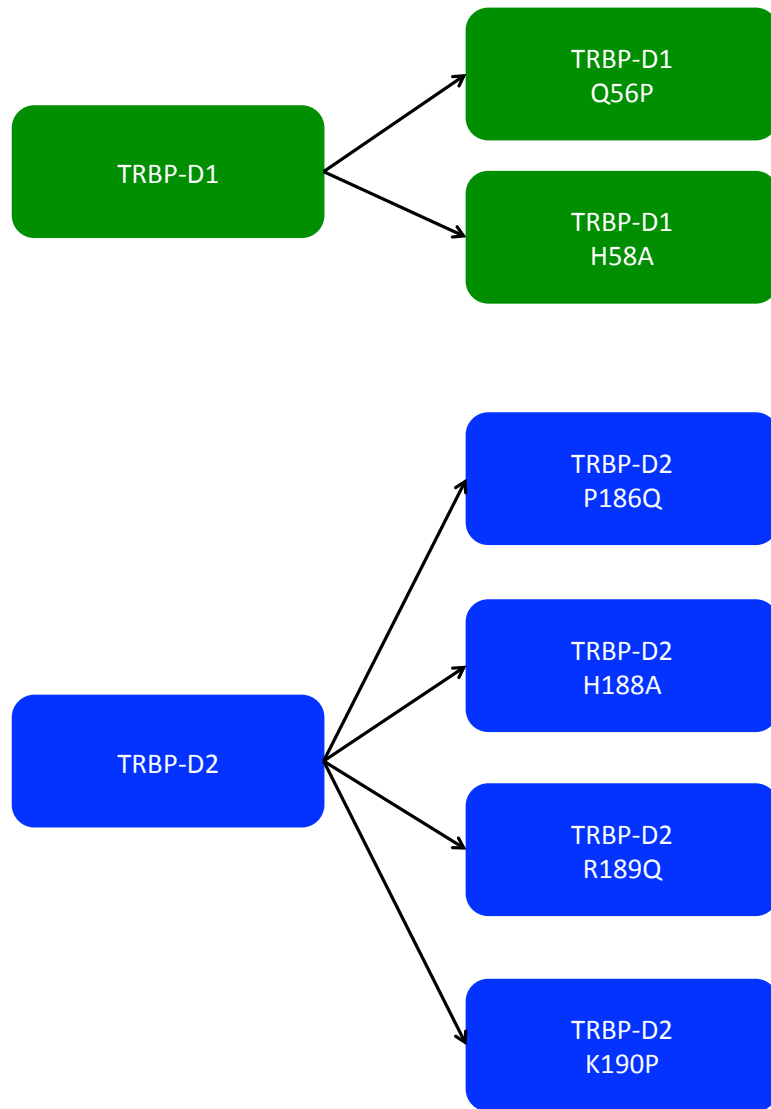 TRBP-D1
TRBP-D1
Q56P
TRBP-D1
H58A
TRBP-D2
TRBP-D2
P186Q
TRBP-D2
H188A
TRBP-D2
R189Q
TRBP-D2
K190P